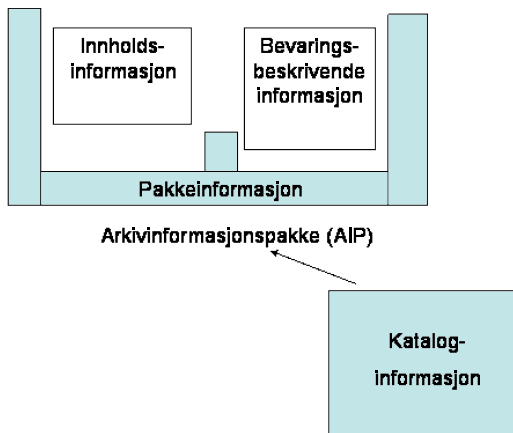 Innholds-
informasjon
Bevarings-
beskrivende
informasjon
Pakkeinformasjon
Arkivinformasjonspakke (AIP)
Katalog-
informasjon